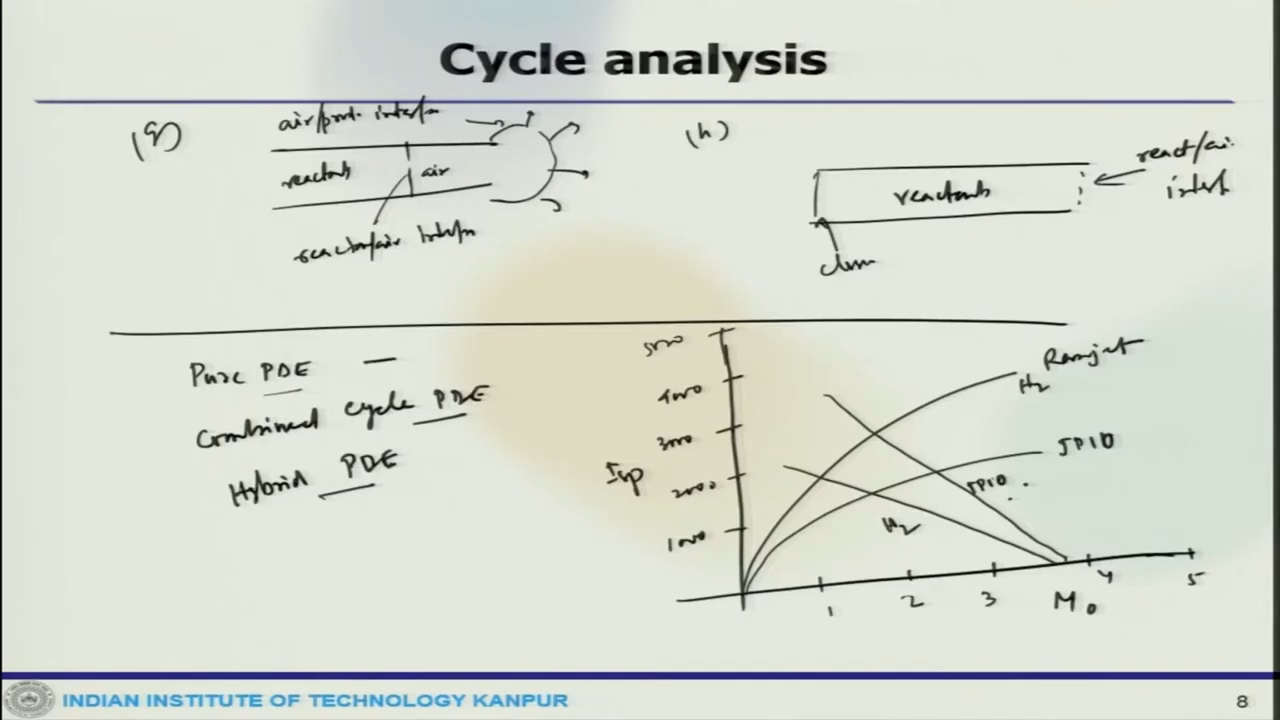 Cycle analysis
(g)
air/prod. interfa
reactants
air
reactor/air interfa
(h)
react/air
interf
reactants
Pure PDE –
Combined cycle PDE
Hybrid PDE
5000
4000
3000
2000
1000
Isp
Ramjet
H2
JP10
JP10
H2
1
2
3
4
5
M0
INDIAN INSTITUTE OF TECHNOLOGY KANPUR
8